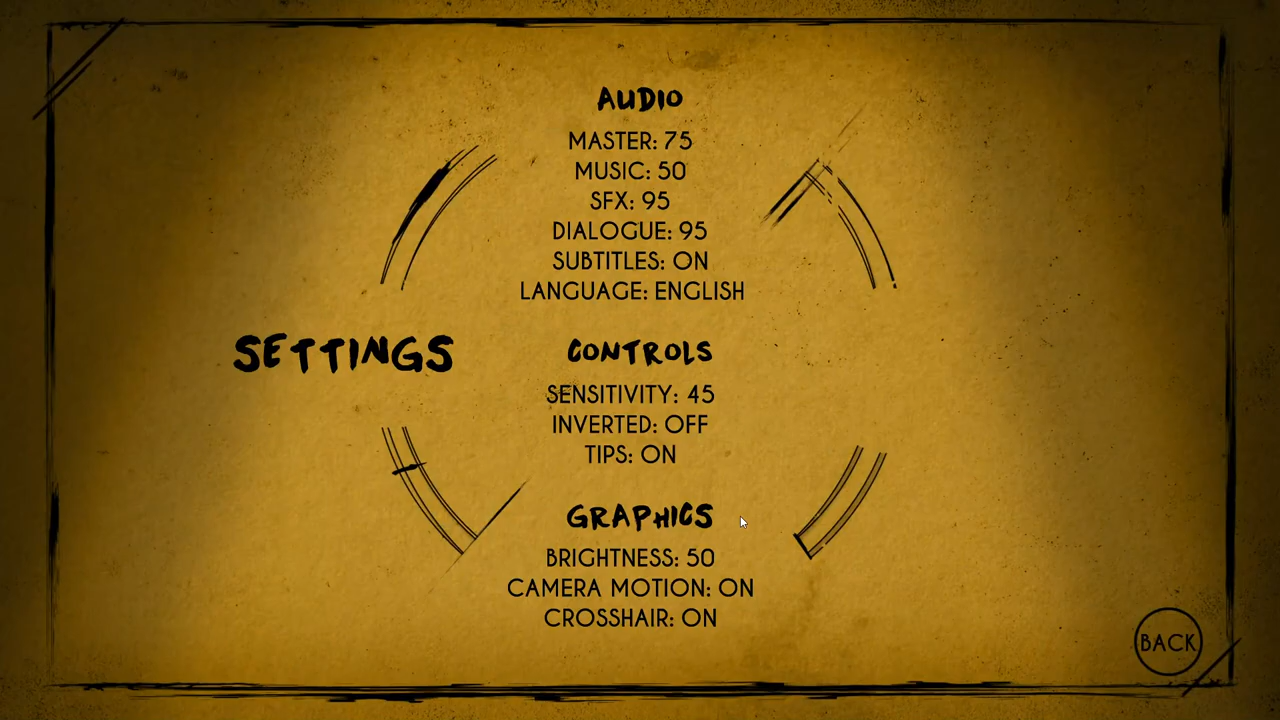 AUDIO
MASTER: 75
MUSIC: 50
SFX: 95
DIALOGUE: 95
SUBTITLES: ON
LANGUAGE: ENGLISH
SETTINGS
CONTROLS
SENSITIVITY: 45
INVERTED: OFF
TIPS: ON
GRAPHICS
BRIGHTNESS: 50
CAMERA MOTION: ON
CROSSHAIR: ON
BACK